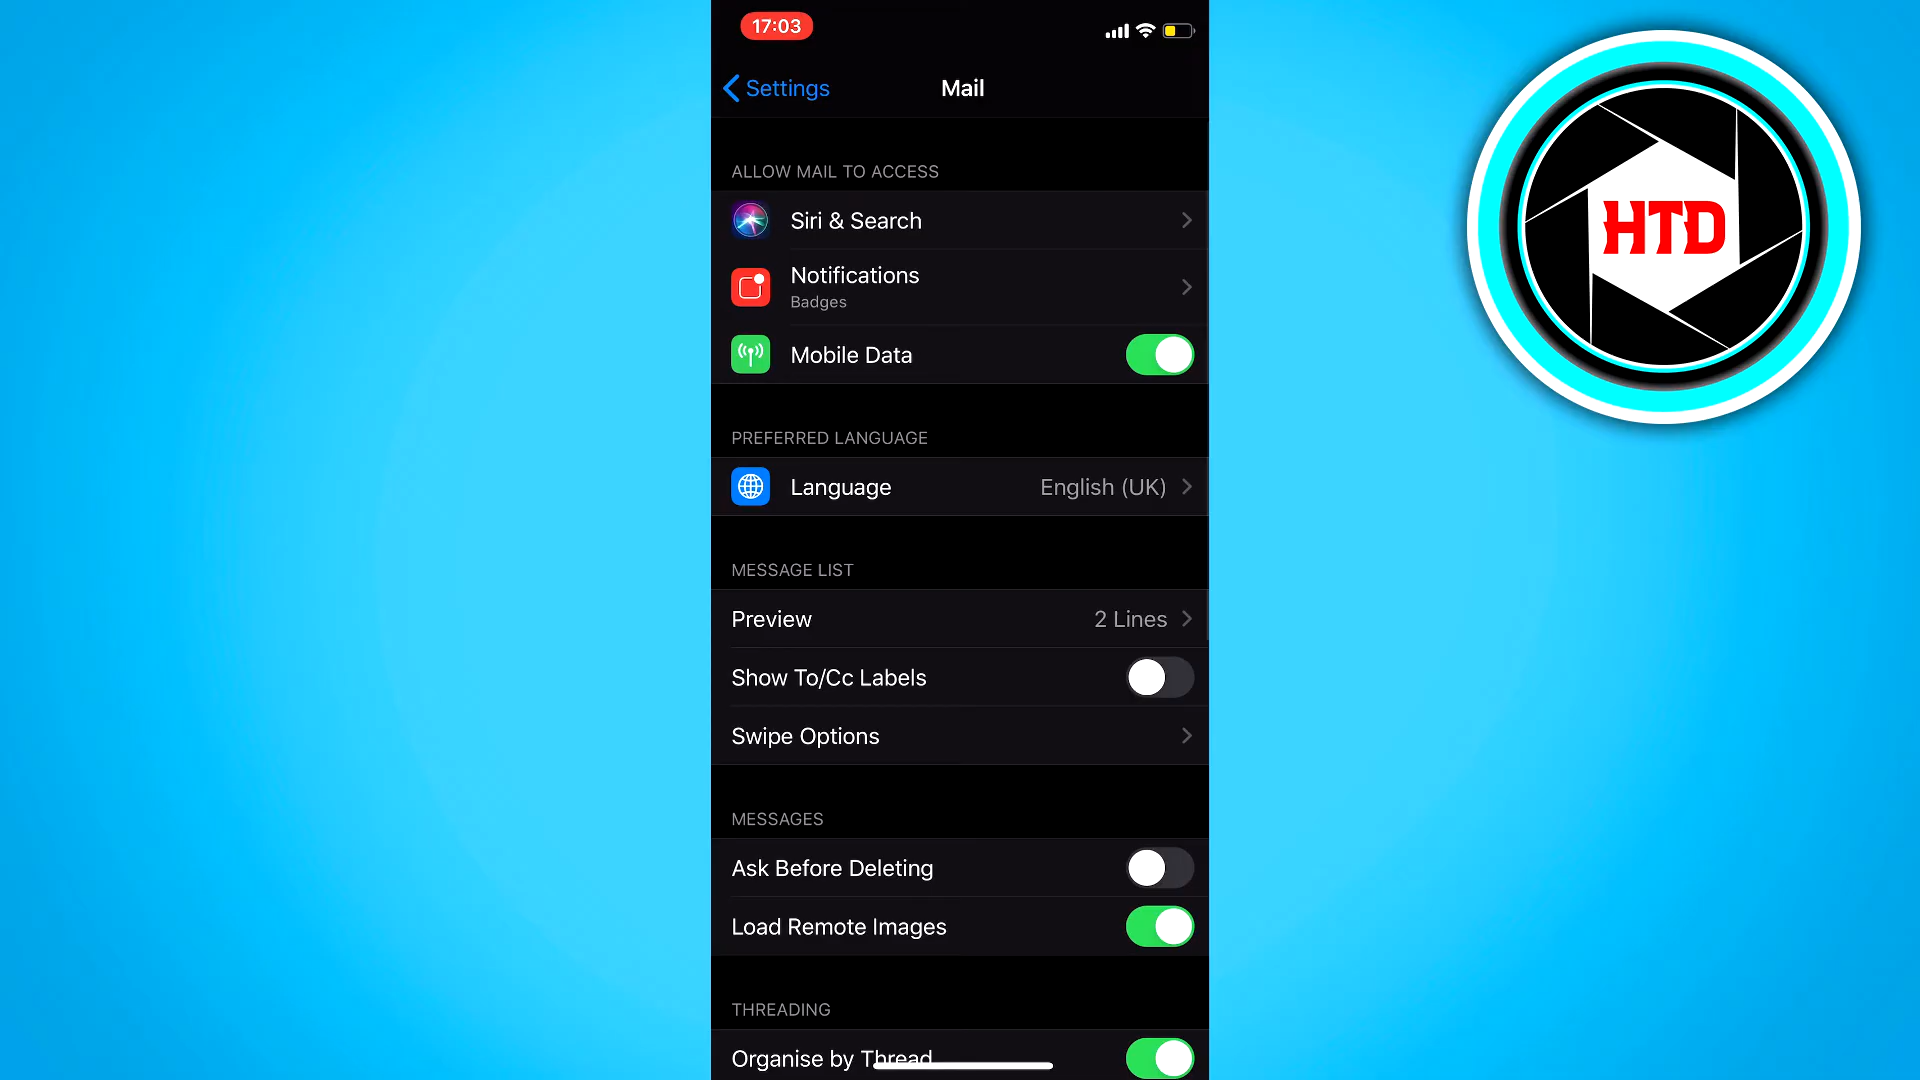 17:03
Settings
Mail
ALLOW MAIL TO ACCESS
Siri & Search
Notifications
Badges
Mobile Data
PREFERRED LANGUAGE
Language English (UK)
MESSAGE LIST
Preview 2 Lines
Show To/Cc Labels
Swipe Options
MESSAGES
Ask Before Deleting
Load Remote Images
THREADING
Organise by Thread
HTD